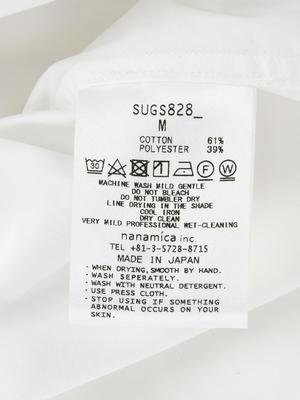 SUGS828_
M
COTTON 61%
POLYESTER 39%
30 F W
MACHINE WASH MILD GENTLE
DO NOT BLEACH
DO NOT TUMBLER DRY
LINE DRYING IN THE SHADE
COOL IRON
DRY CLEAN
VERY MILD PROFESSIONAL WET-CLEANING
nanamica inc.
TEL +81-3-5728-8715
MADE IN JAPAN
・WHEN DRYING, SMOOTH BY HAND.
・WASH SEPERATELY.
・WASH WITH NEUTRAL DETERGENT.
・USE PRESS CLOTH.
・STOP USING IF SOMETHING
ABNORMAL OCCURS ON YOUR
SKIN.